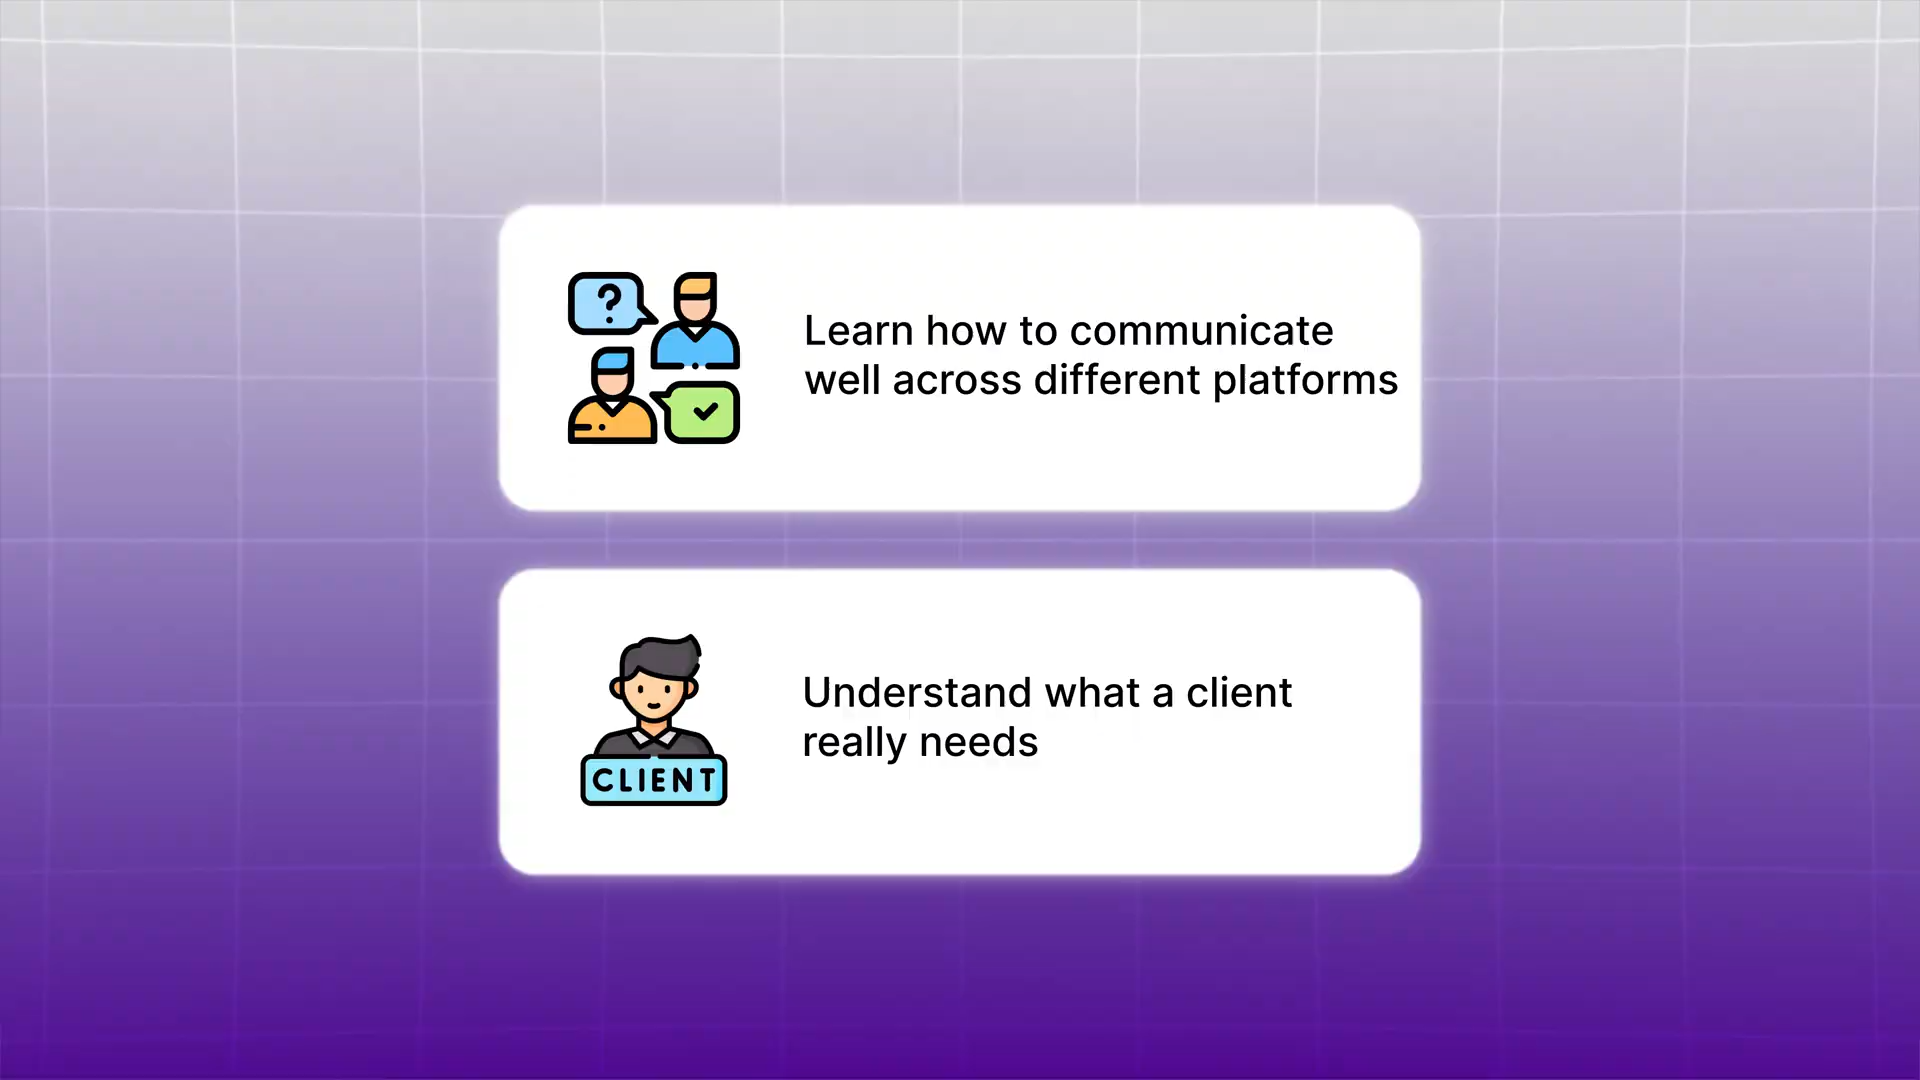 ?
Learn how to communicate
well across different platforms
Understand what a client
really needs
CLIENT